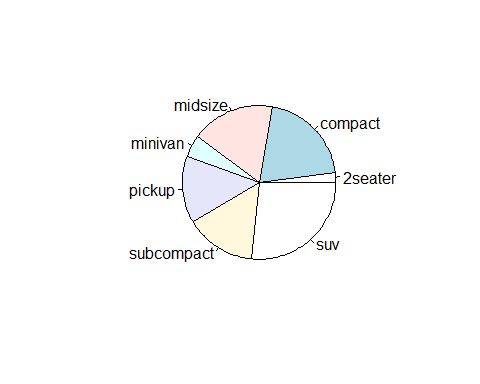 midsize
compact
minivan
2seater
pickup
suv
subcompact